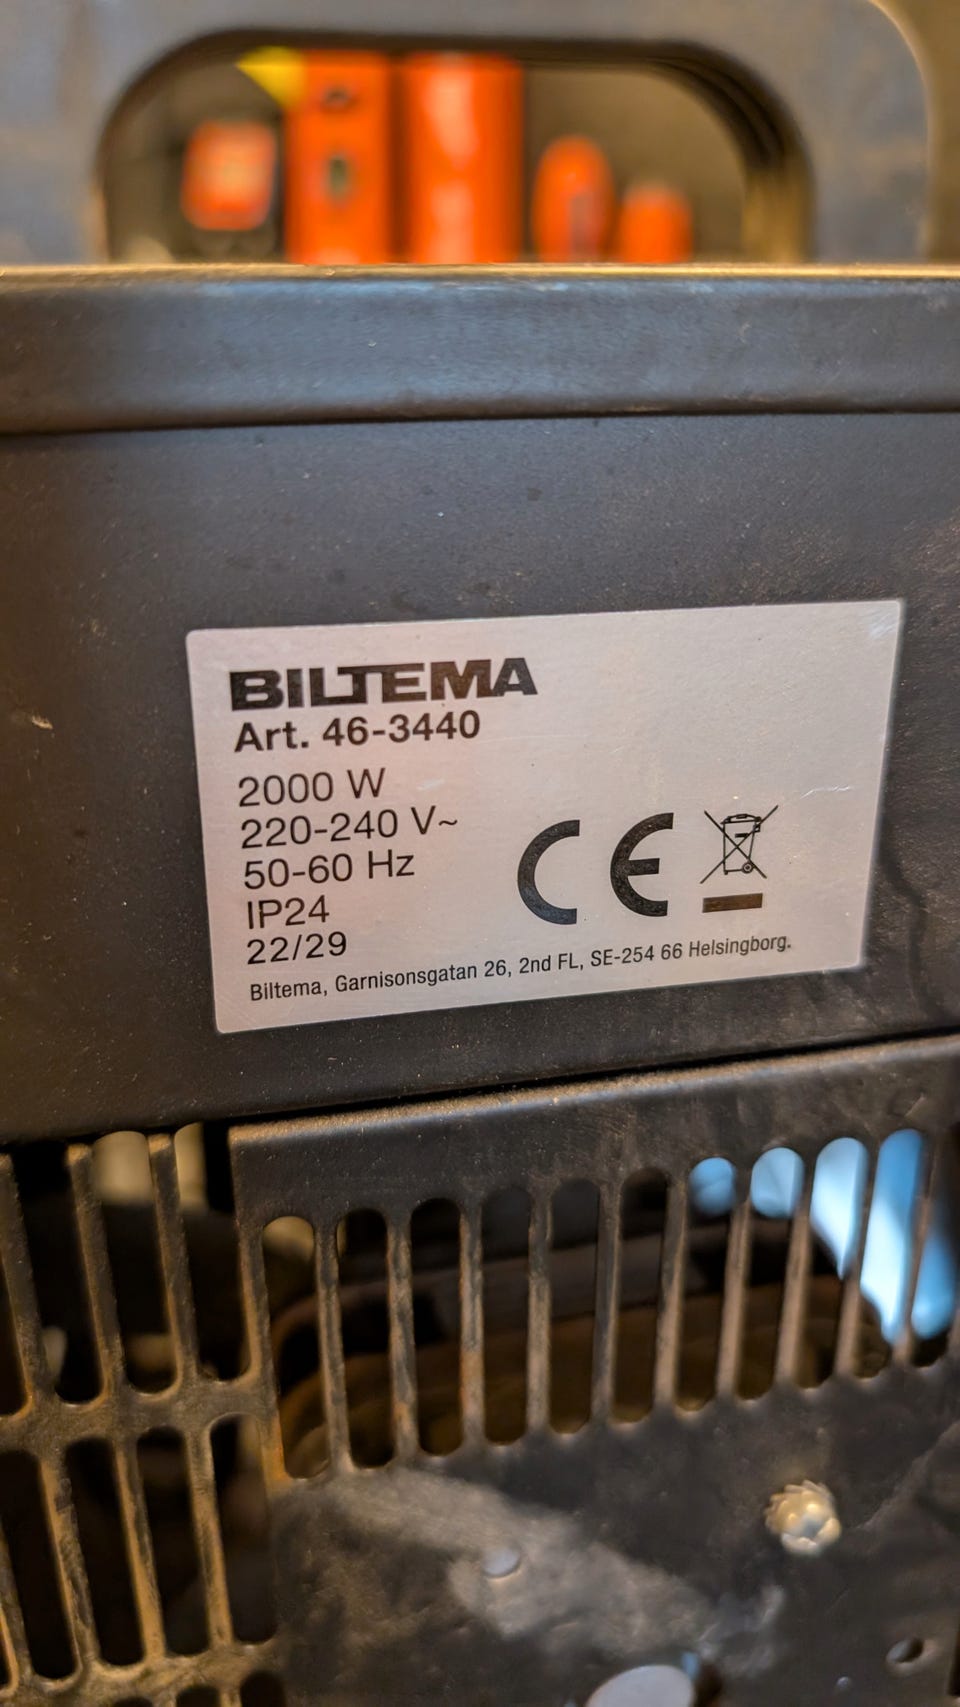 BILTEMA
Art. 46-3440
2000 W
220-240 V~
50-60 Hz
IP24
22/29
CE
Biltema, Garnisonsgatan 26, 2nd FL, SE-254 66 Helsingborg.